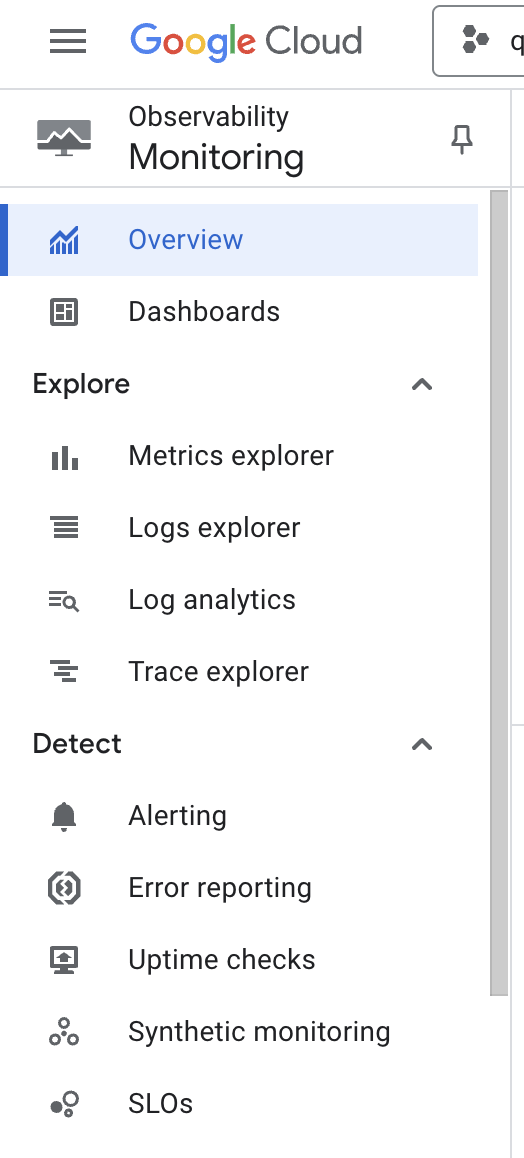 Google Cloud
q
Observability
Monitoring
Overview
Dashboards
Explore
Metrics explorer
Logs explorer
Log analytics
Trace explorer
Detect
Alerting
Error reporting
Uptime checks
Synthetic monitoring
SLOs